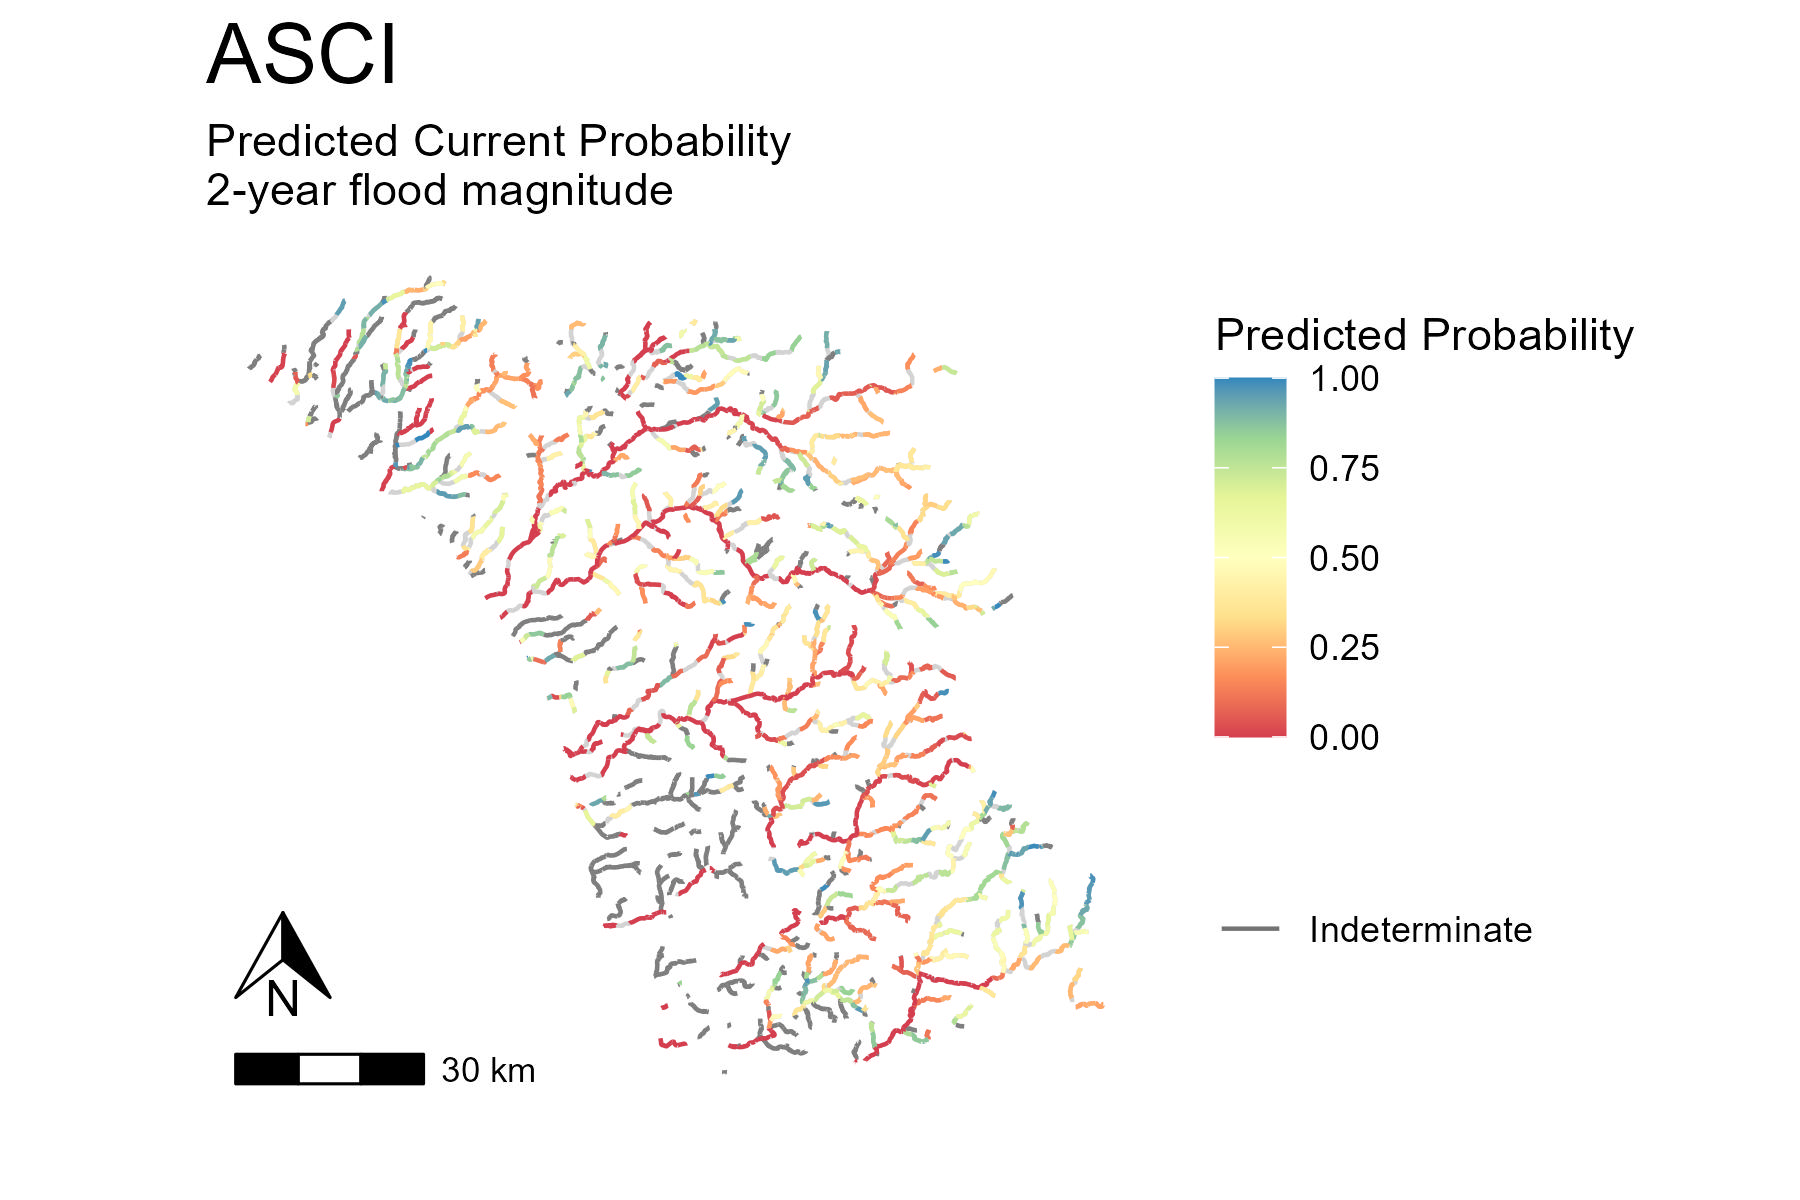 ASCI
Predicted Current Probability
2-year flood magnitude
Predicted Probability
1.00
0.75
0.50
0.25
0.00
Indeterminate
N
30 km